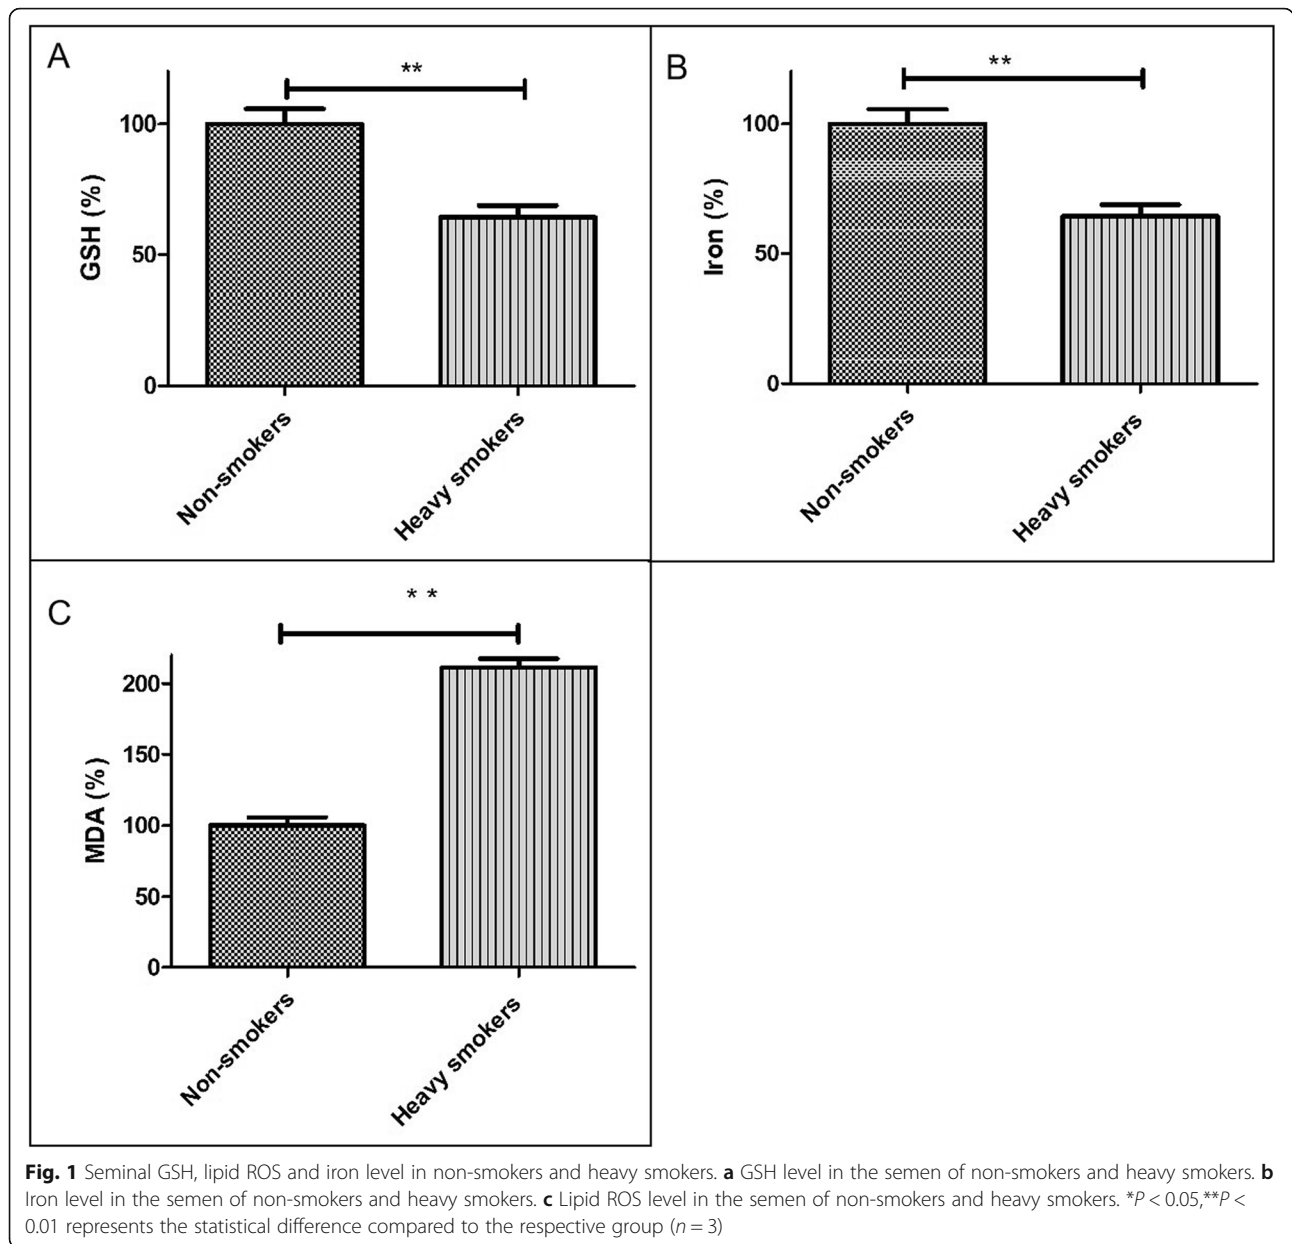 A
**
100
50
0
GSH (%)
Non-smokers
Heavy smokers
B
**
100
50
0
Iron (%)
Non-smokers
Heavy smokers
C
* *
200
150
100
50
0
MDA (%)
Non-smokers
Heavy smokers
Fig. 1 Seminal GSH, lipid ROS and iron level in non-smokers and heavy smokers. a GSH level in the semen of non-smokers and heavy smokers. b
Iron level in the semen of non-smokers and heavy smokers. c Lipid ROS level in the semen of non-smokers and heavy smokers. *P < 0.05,**P <
0.01 represents the statistical difference compared to the respective group (n = 3)